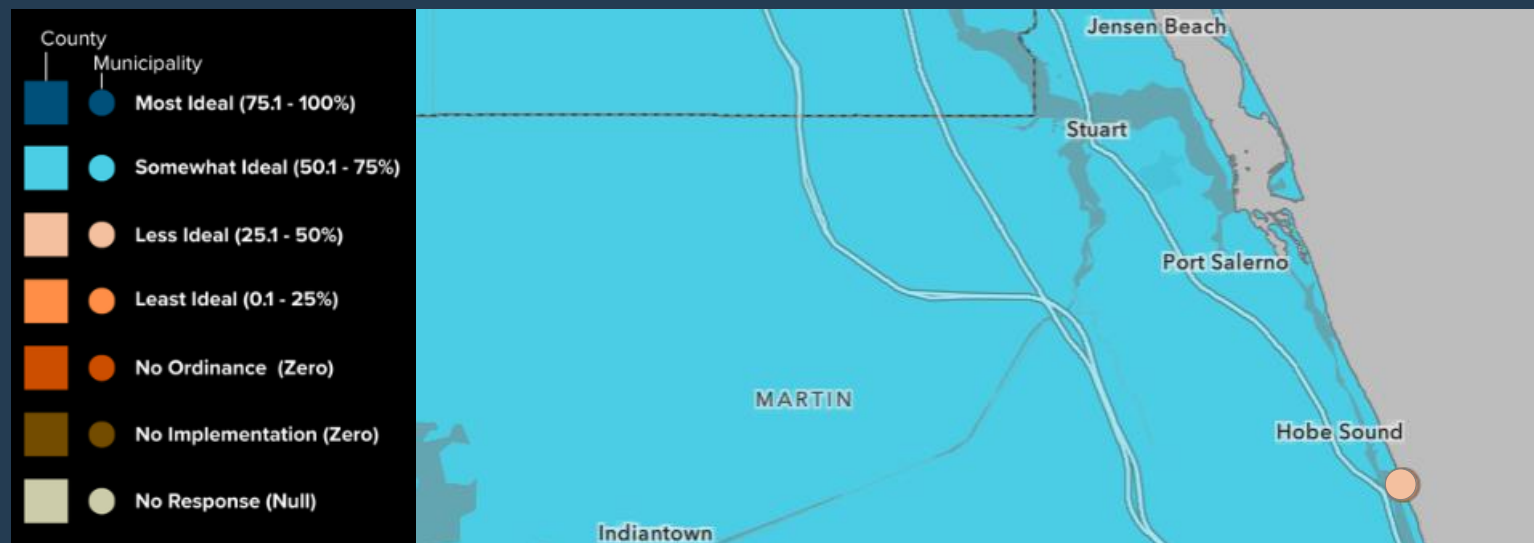 County
Municipality
Most Ideal (75.1 - 100%)
Somewhat Ideal (50.1 - 75%)
Less Ideal (25.1 - 50%)
Least Ideal (0.1 - 25%)
No Ordinance (Zero)
No Implementation (Zero)
No Response (Null)
Jensen Beach
Stuart
Port Salerno
MARTIN
Hobe Sound
Indiantown